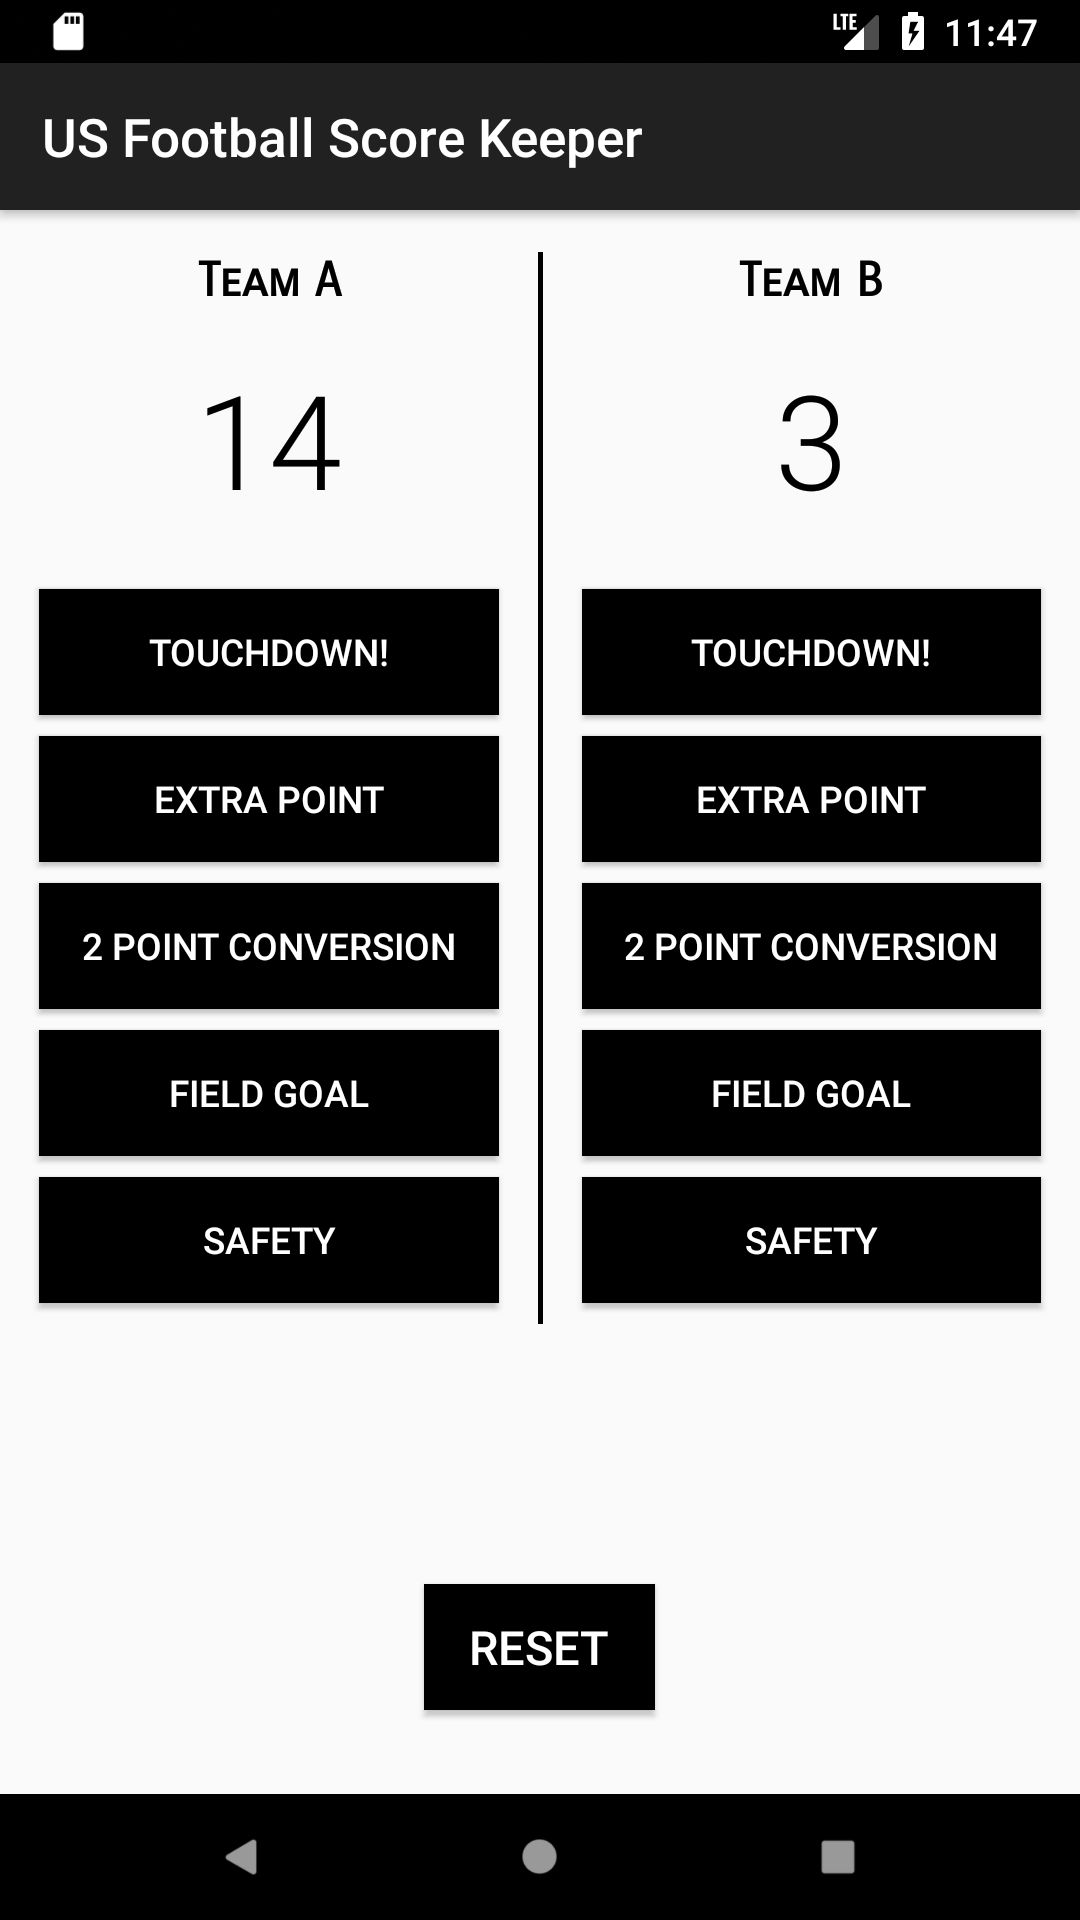 LTE 11:47
US Football Score Keeper
Team A
14
TOUCHDOWN!
EXTRA POINT
2 POINT CONVERSION
FIELD GOAL
SAFETY
Team B
3
TOUCHDOWN!
EXTRA POINT
2 POINT CONVERSION
FIELD GOAL
SAFETY
RESET